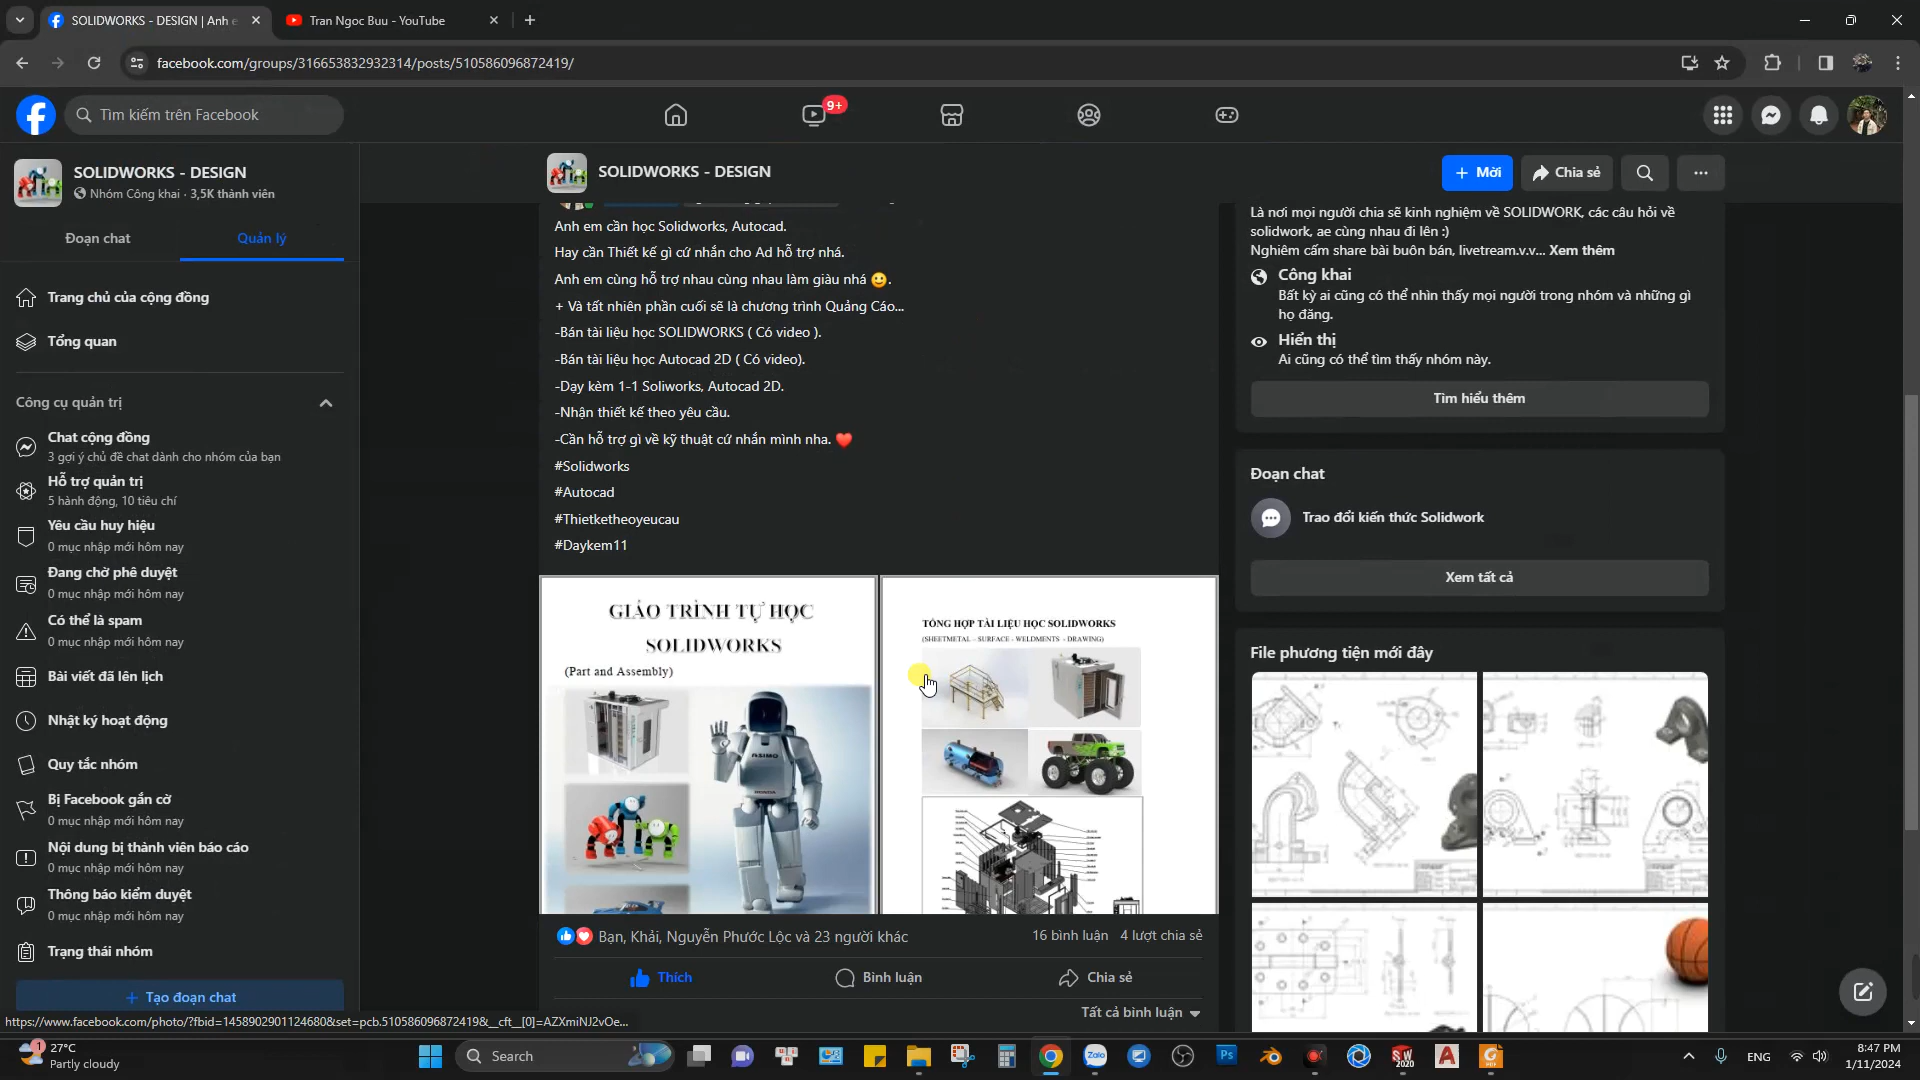 SOLIDWORKS - DESIGN | Anh e
Tran Ngoc Buu - YouTube
facebook.com/groups/316653832932314/posts/510586096872419/
Tìm kiếm trên Facebook
9+
SOLIDWORKS - DESIGN
Nhóm Công khai · 3,5K thành viên
Đoạn chat
Quản lý
Trang chủ của cộng đồng
Tổng quan
Công cụ quản trị
Chat cộng đồng
3 gợi ý chủ đề chat dành cho nhóm của bạn
Hỗ trợ quản trị
5 hành động, 10 tiêu chí
Yêu cầu huy hiệu
0 mục nhập mới hôm nay
Đang chờ phê duyệt
0 mục nhập mới hôm nay
Có thể là spam
0 mục nhập mới hôm nay
Bài viết đã lên lịch
Nhật ký hoạt động
Quy tắc nhóm
Bị Facebook gắn cờ
0 mục nhập mới hôm nay
Nội dung bị thành viên báo cáo
0 mục nhập mới hôm nay
Thông báo kiểm duyệt
0 mục nhập mới hôm nay
Trạng thái nhóm
+ Tạo đoạn chat
SOLIDWORKS - DESIGN
+ Mời
Chia sẻ
Anh em cần học Solidworks, Autocad.
Hay cần Thiết kế gì cứ nhắn cho Ad hỗ trợ nhá.
Anh em cùng hỗ trợ nhau cùng nhau làm giàu nhá 🙂.
+ Và tất nhiên phần cuối sẽ là chương trình Quảng Cáo...
-Bán tài liệu học SOLIDWORKS ( Có video ).
-Bán tài liệu học Autocad 2D ( Có video).
-Dạy kèm 1-1 Soliworks, Autocad 2D.
-Nhận thiết kế theo yêu cầu.
-Cần hỗ trợ gì về kỹ thuật cứ nhắn mình nha. ❤️
#Solidworks
#Autocad
#Thietketheoyeucau
#Daykem11
GIÁO TRÌNH TỰ HỌC
SOLIDWORKS
(Part and Assembly)
ASIMO
HONDA
TỔNG HỢP TÀI LIỆU HỌC SOLIDWORKS
(SHEETMETAL – SURFACE - WELDMENTS - DRAWING)
Bạn, Khải, Nguyễn Phước Lộc và 23 người khác
16 bình luận 4 lượt chia sẻ
Thích
Bình luận
Chia sẻ
Tất cả bình luận
Là nơi mọi người chia sẽ kinh nghiệm về SOLIDWORK, các câu hỏi về
solidwork, ae cùng nhau đi lên :)
Nghiêm cấm share bài buôn bán, livetream.v.v... Xem thêm
Công khai
Bất kỳ ai cũng có thể nhìn thấy mọi người trong nhóm và những gì
họ đăng.
Hiển thị
Ai cũng có thể tìm thấy nhóm này.
Tìm hiểu thêm
Đoạn chat
Trao đổi kiến thức Solidwork
Xem tất cả
File phương tiện mới đây
https://www.facebook.com/photo/?fbid=1458902901124680&set=pcb.510586096872419&__cft__[0]=AZXmiNJ2vOe...
1
27°C
Partly cloudy
Search
Zalo
Ps
SW
2020
A
ENG
8:47 PM
1/11/2024